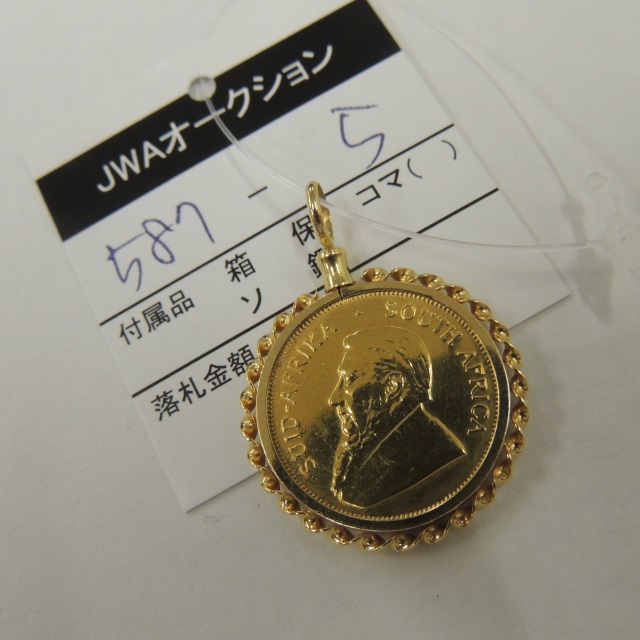 JWAオークション
587 - 5
付属品 箱 保 コマ( )
ソ
落札金額
SUID-AFRIKA · SOUTH AFRICA